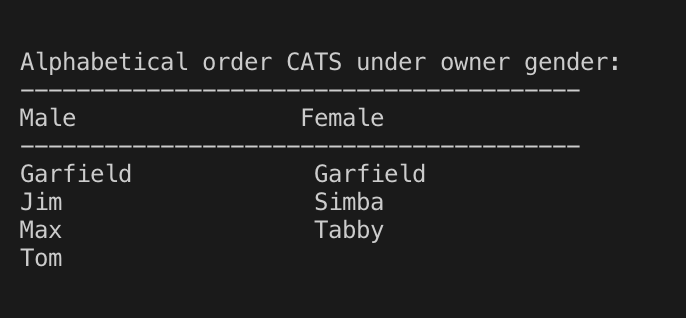 Alphabetical order CATS under owner gender:
----------------------------------------
Male                Female
----------------------------------------
Garfield             Garfield
Jim                  Simba
Max                  Tabby
Tom